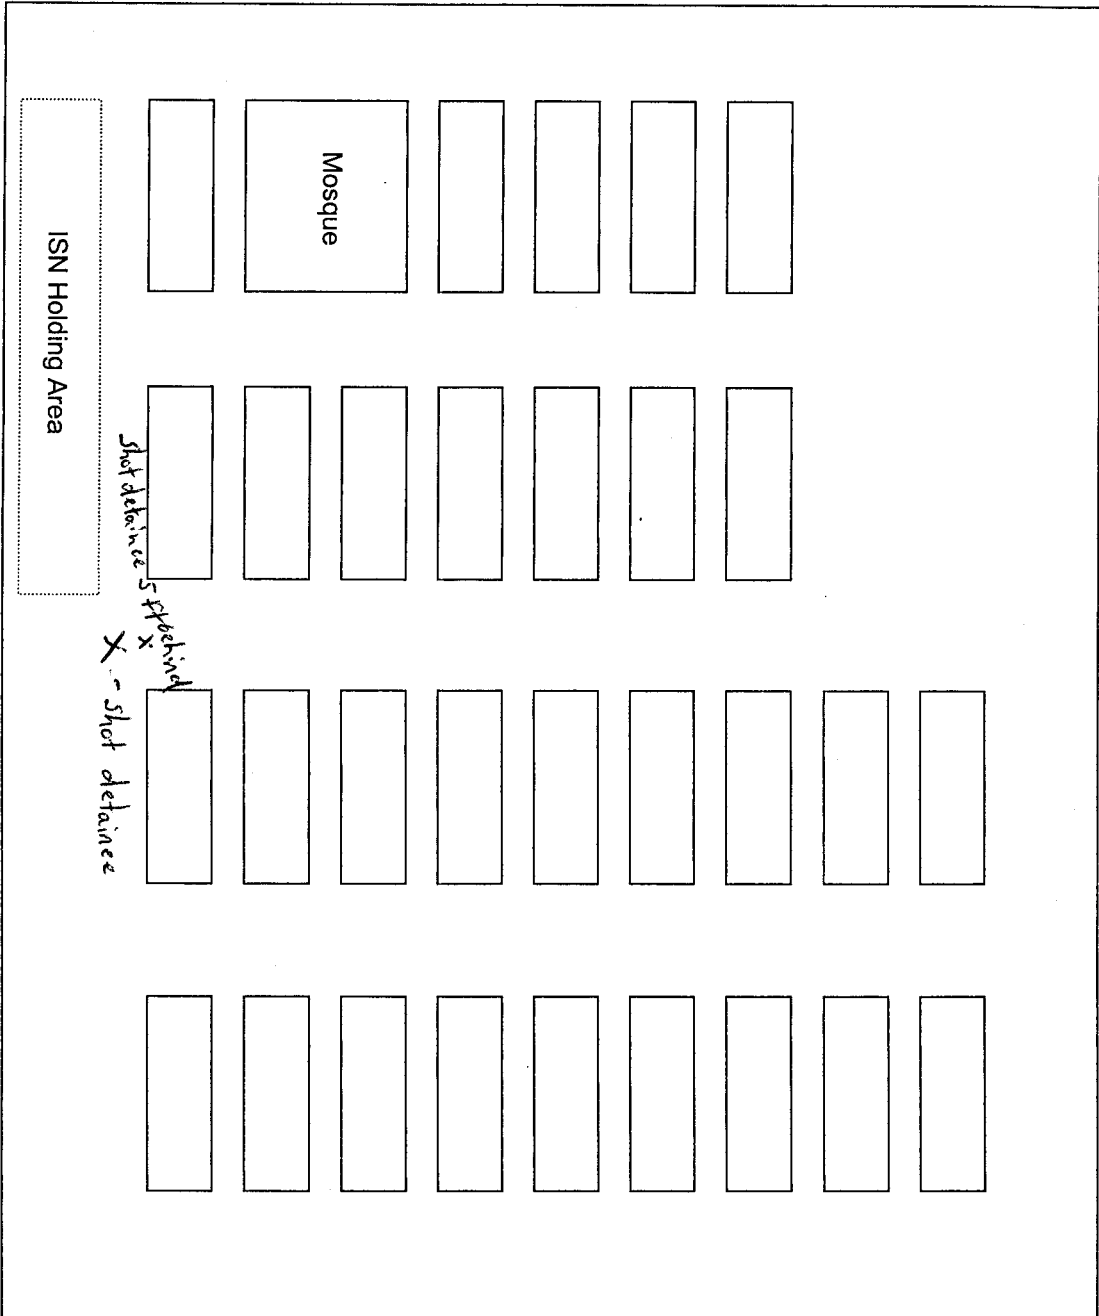 Mosque
ISN Holding Area
shot detainee 5 ft behind
x
X - shot detainee